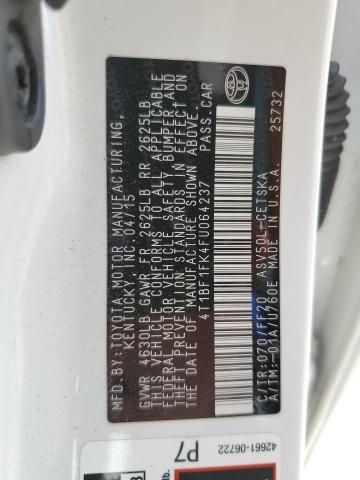 MFD.BY:TOYOTA MOTOR MANUFACTURING,
KENTUCKY, INC. 04/15
GVWR 4630LB GAWR FR 2625LB RR 2625LB
THIS VEHICLE CONFORMS TO ALL APPLICABLE
FEDERAL MOTOR VEHICLE SAFETY, BUMPER, AND
THEFT PREVENTION STANDARDS IN EFFECT ON
THE DATE OF MANUFACTURE SHOWN ABOVE.
4T1BF1FK4FU064237 PASS.CAR
C/TR:070/FF20 ASV50L-CETSKA
A/TM:-01A/U760E MADE IN U.S.A.
25732
42661-06722
P7
lb.